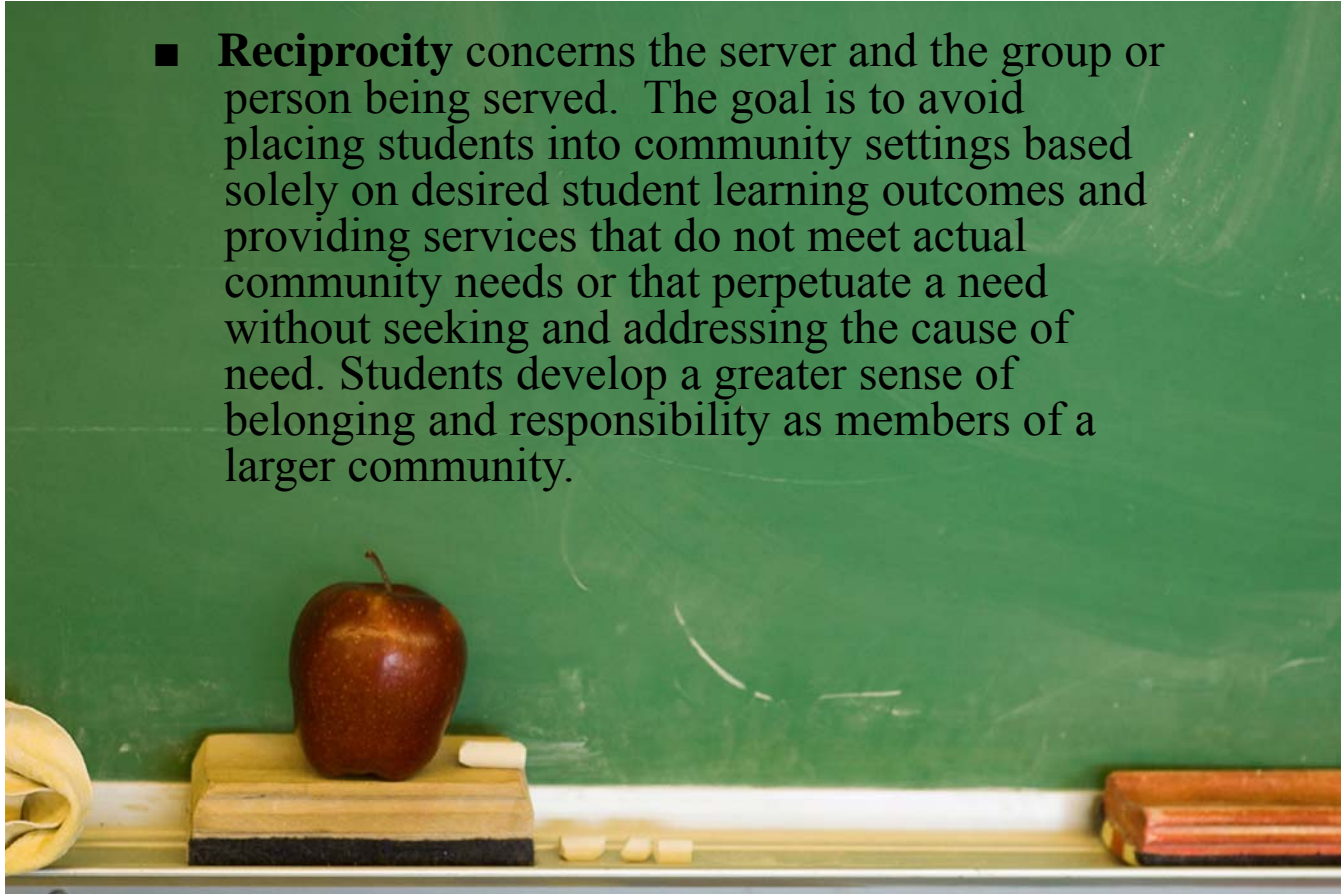 ■ Reciprocity concerns the server and the group or
person being served.  The goal is to avoid
placing students into community settings based
solely on desired student learning outcomes and
providing services that do not meet actual
community needs or that perpetuate a need
without seeking and addressing the cause of
need. Students develop a greater sense of
belonging and responsibility as members of a
larger community.